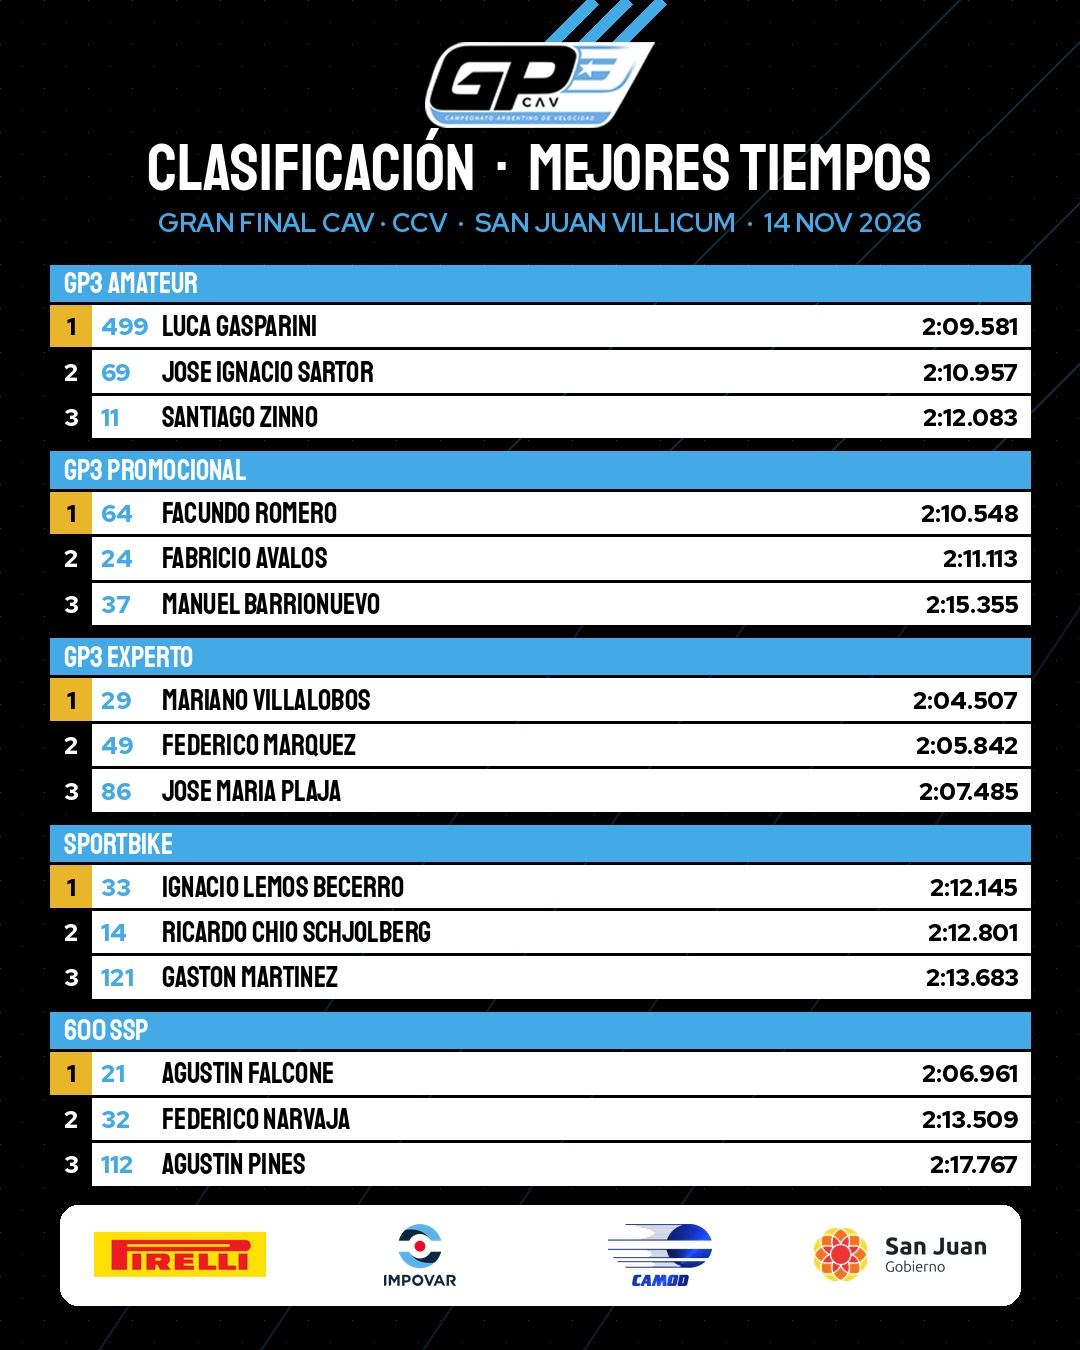 GP3
CAV
CAMPEONATO ARGENTINO DE VELOCIDAD
CLASIFICACIÓN · MEJORES TIEMPOS
GRAN FINAL CAV · CCV · SAN JUAN VILLICUM · 14 NOV 2026
GP3 AMATEUR
1 499 LUCA GASPARINI 2:09.581
2 69 JOSE IGNACIO SARTOR 2:10.957
3 11 SANTIAGO ZINNO 2:12.083
GP3 PROMOCIONAL
1 64 FACUNDO ROMERO 2:10.548
2 24 FABRICIO AVALOS 2:11.113
3 37 MANUEL BARRIONUEVO 2:15.355
GP3 EXPERTO
1 29 MARIANO VILLALOBOS 2:04.507
2 49 FEDERICO MARQUEZ 2:05.842
3 86 JOSE MARIA PLAJA 2:07.485
SPORTBIKE
1 33 IGNACIO LEMOS BECERRO 2:12.145
2 14 RICARDO CHIO SCHJOLBERG 2:12.801
3 121 GASTON MARTINEZ 2:13.683
600 SSP
1 21 AGUSTIN FALCONE 2:06.961
2 32 FEDERICO NARVAJA 2:13.509
3 112 AGUSTIN PINES 2:17.767
PIRELLI
IMPOVAR
CAMOD
San Juan
Gobierno